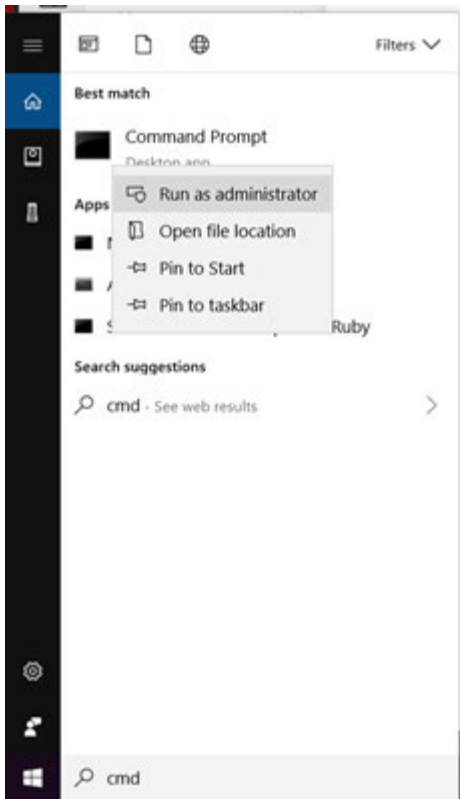 Filters
Best match
Command Prompt
Desktop app
Run as administrator
Apps
Open file location
Pin to Start
Pin to taskbar
Ruby
Search suggestions
cmd - See web results
cmd